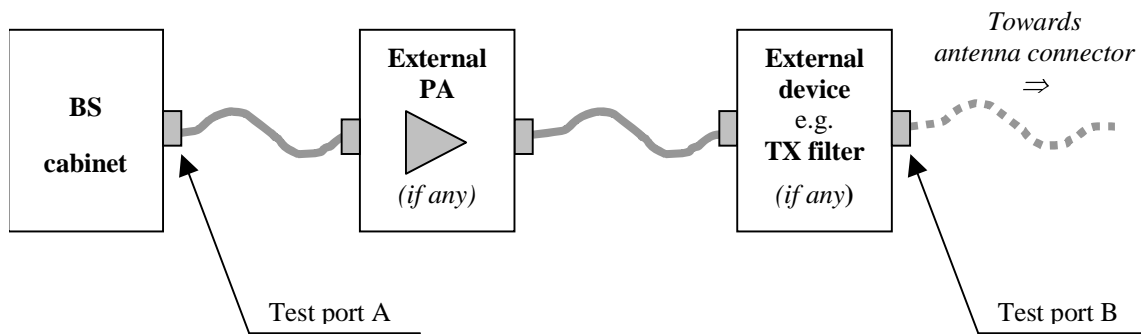 BS
cabinet
External
PA
(if any)
External
device
e.g.
TX filter
(if any)
Towards
antenna connector
⇒
Test port A
Test port B